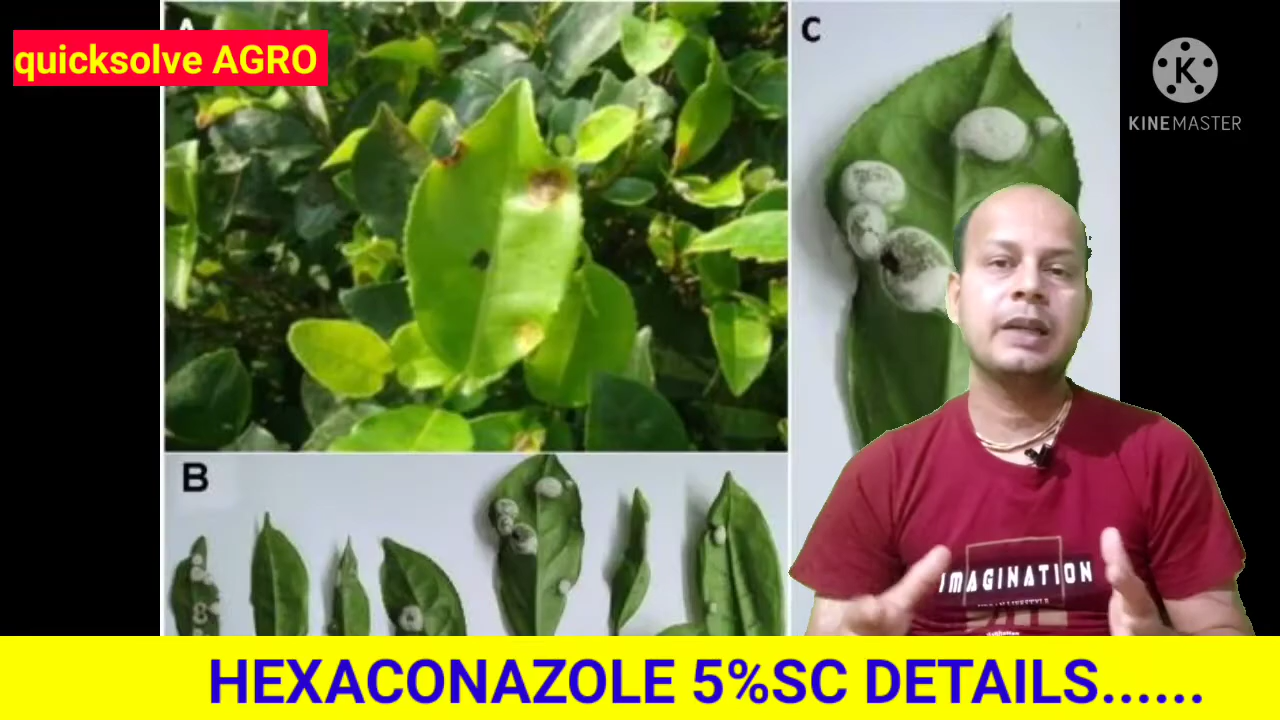 A
quicksolve AGRO
C
K
KINEMASTER
B
IMAGINATION
HEXACONAZOLE 5%SC DETAILS......